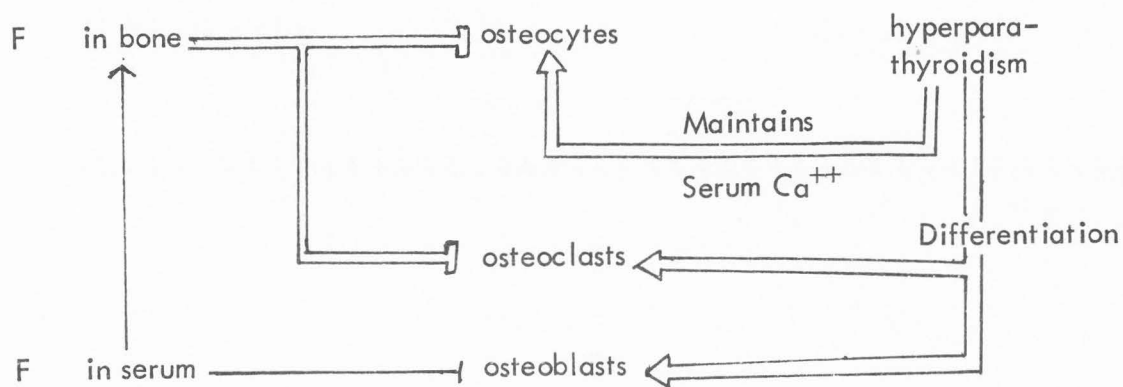 F in bone osteocytes hyperpara-
thyroidism
Maintains
Serum Ca++
Differentiation
osteoclasts
F in serum osteoblasts